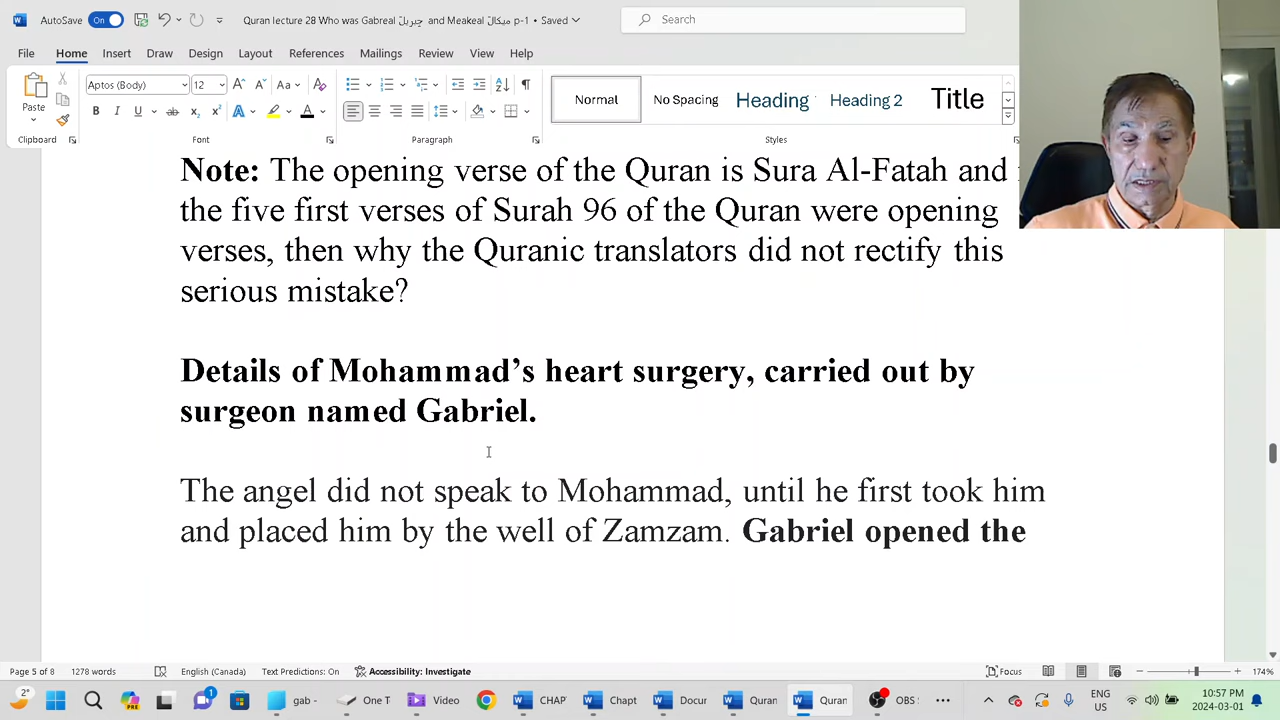 AutoSave On Quran lecture 28 Who was Gabreal جبريل and Meakeal ميكال p-1 • Saved
Search
File Home Insert Draw Design Layout References Mailings Review View Help
Paste
Aptos (Body) 12
Normal No Spacing Heading Heading 2 Title
Clipboard Font Paragraph Styles
Note: The opening verse of the Quran is Sura Al-Fatah and
the five first verses of Surah 96 of the Quran were opening
verses, then why the Quranic translators did not rectify this
serious mistake?
Details of Mohammad’s heart surgery, carried out by
surgeon named Gabriel.
The angel did not speak to Mohammad, until he first took him
and placed him by the well of Zamzam. Gabriel opened the
Page 5 of 8 1278 words English (Canada) Text Predictions: On Accessibility: Investigate Focus 174%
2° 1 gab - One T Video CHAP Chapt Docur Quran Quran OBS ENG US 10:57 PM 2024-03-01